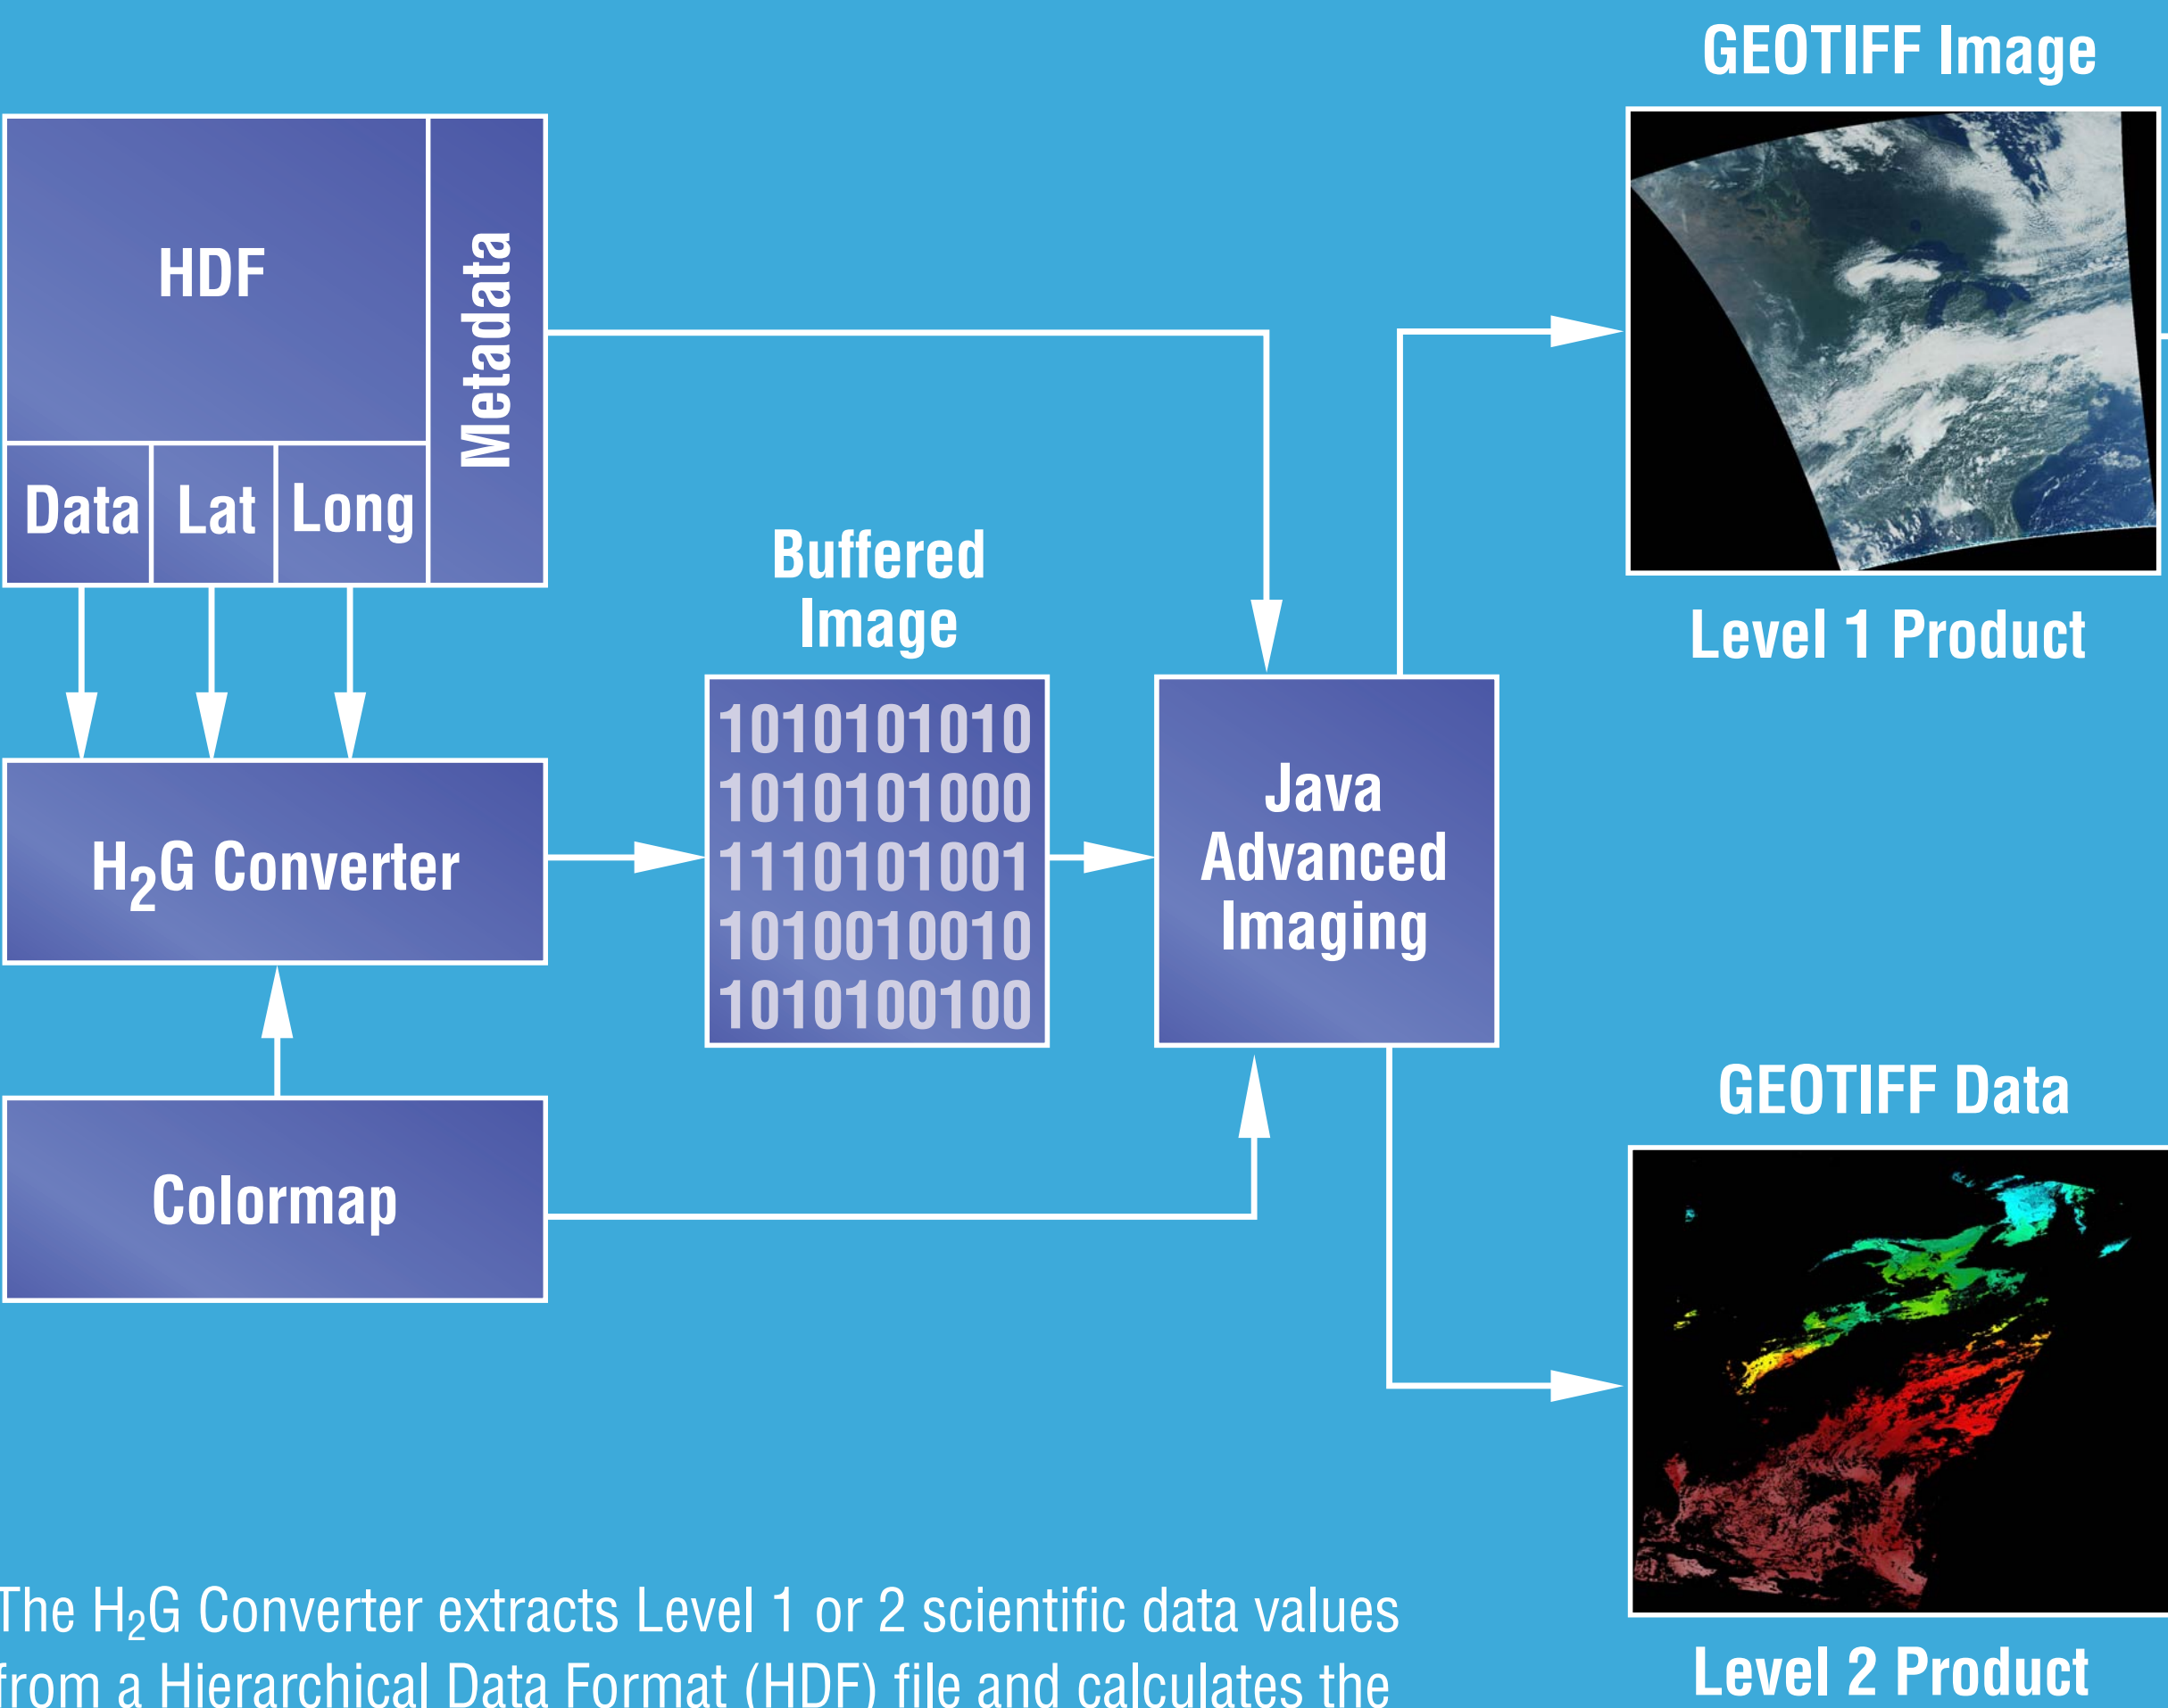 GEOTIFF Image
HDF
Metadata
Data Lat Long
Level 1 Product
Buffered
Image
1010101010
1010101000
1110101001
1010010010
1010100100
Java
Advanced
Imaging
H₂G Converter
GEOTIFF Data
Colormap
Level 2 Product
The H₂G Converter extracts Level 1 or 2 scientific data values
from a Hierarchical Data Format (HDF) file and calculates the